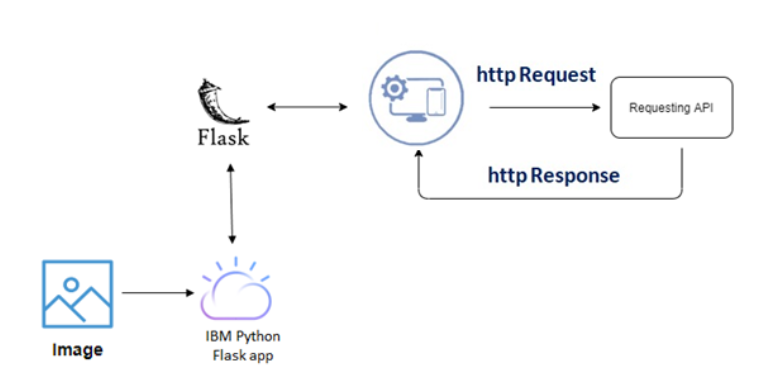 http Request
Requesting API
Flask
http Response
IBM Python
Flask app
Image